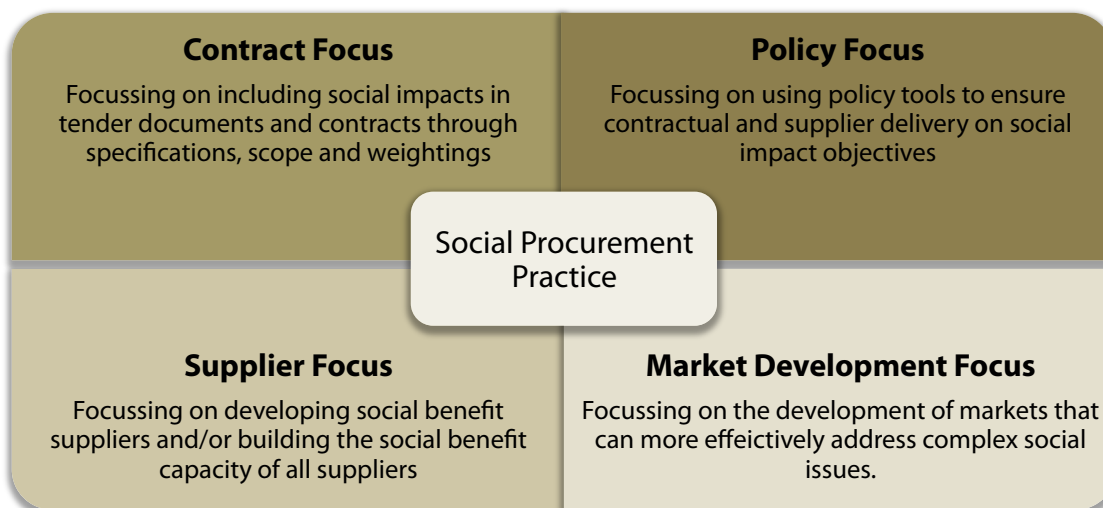 Contract Focus
Focussing on including social impacts in
tender documents and contracts through
specifications, scope and weightings
Policy Focus
Focussing on using policy tools to ensure
contractual and supplier delivery on social
impact objectives
Social Procurement
Practice
Supplier Focus
Focussing on developing social benefit
suppliers and/or building the social benefit
capacity of all suppliers
Market Development Focus
Focussing on the development of markets that
can more effeictively address complex social
issues.